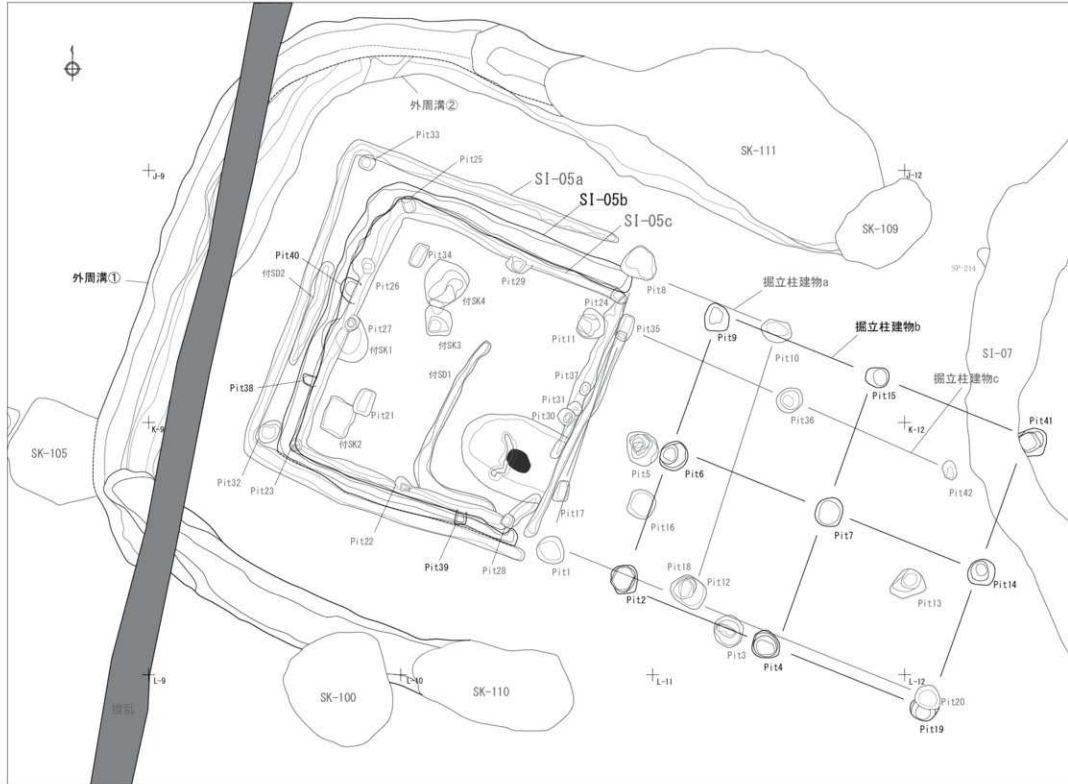 外周溝②
Pit33
Pit25
SK-111
J-9
J-12
SI-05a
SI-05b
SI-05c
SK-109
Pit40
Pit34
Pit29
Pit8
外周溝①
付SD2
Pit26
付SK4
Pit24
掘立柱建物a
SP-214
Pit27
付SK3
Pit11
Pit35
Pit9
Pit10
掘立柱建物b
SI-07
付SK1
付SD1
Pit37
Pit15
掘立柱建物c
Pit38
Pit21
Pit31
Pit36
Pit30
K-9
K-12
Pit41
付SK2
SK-105
Pit5
Pit6
Pit42
Pit32
Pit23
Pit17
Pit16
Pit7
Pit22
Pit39
Pit28
Pit1
Pit14
Pit18
Pit12
Pit13
Pit2
Pit3
Pit4
L-9
L-10
L-11
L-12
SK-100
SK-110
Pit20
Pit19
撹乱